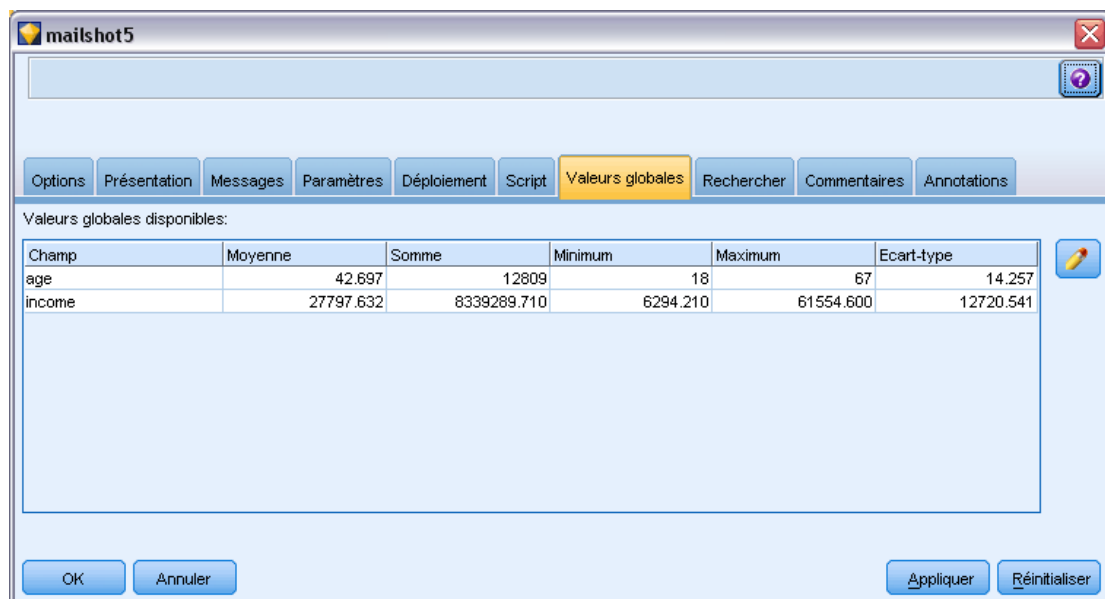 mailshot5
Options Présentation Messages Paramètres Déploiement Script Valeurs globales Rechercher Commentaires Annotations
Valeurs globales disponibles:
Champ Moyenne Somme Minimum Maximum Ecart-type
age 42.697 12809 18 67 14.257
income 27797.632 8339289.710 6294.210 61554.600 12720.541
OK Annuler Appliquer Réinitialiser